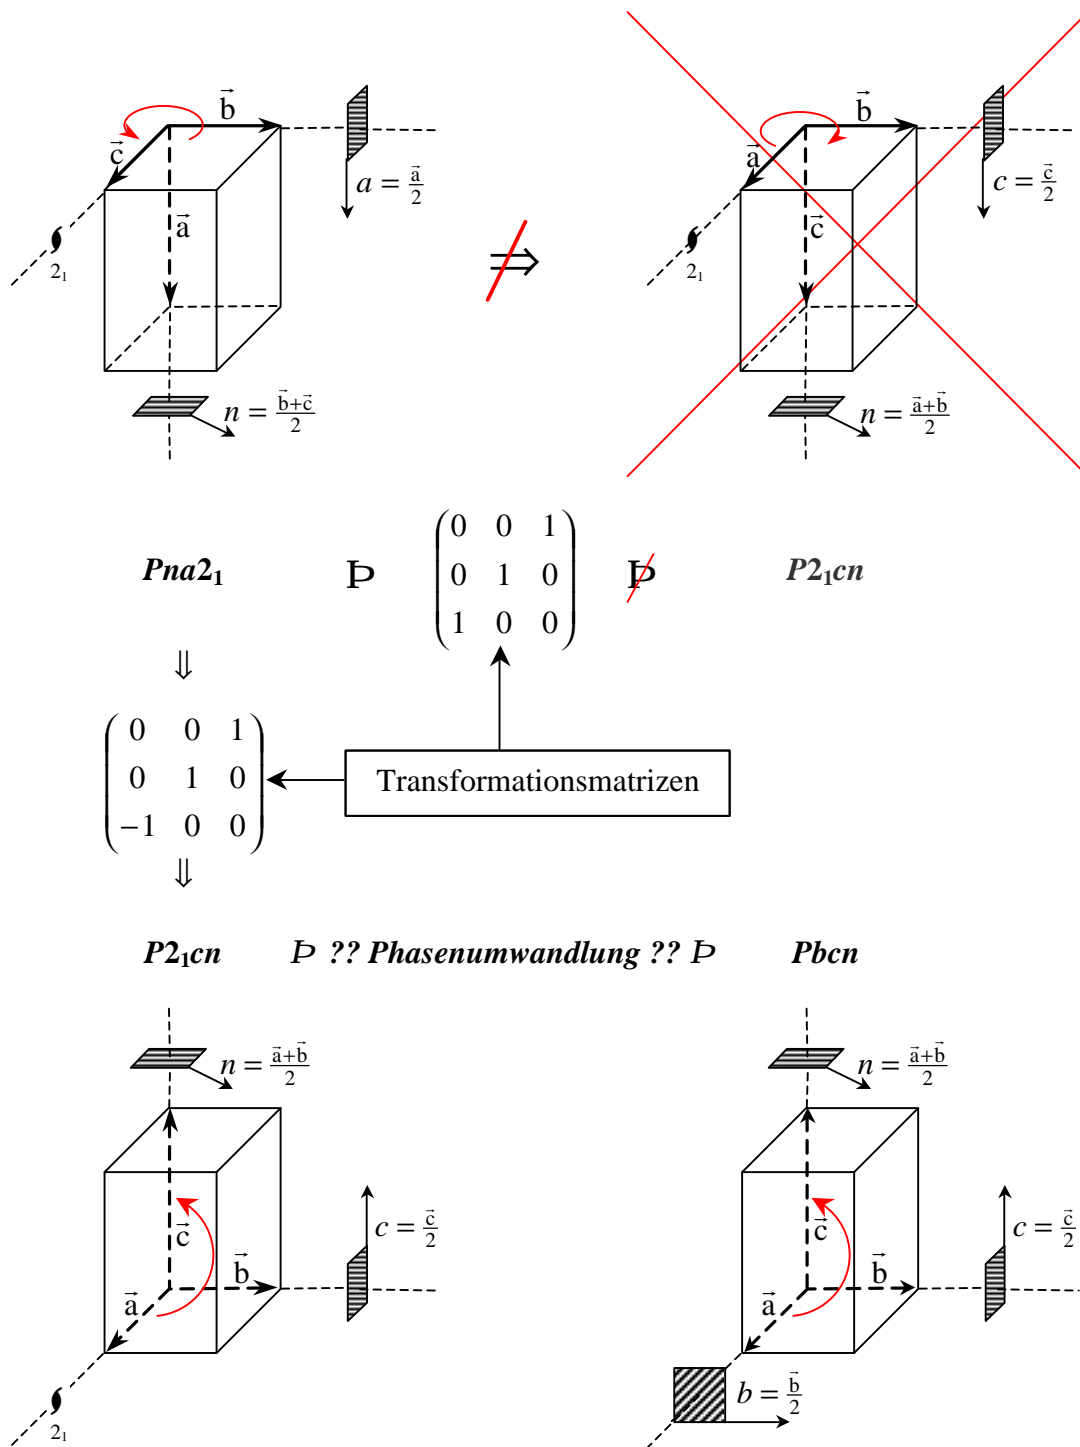 b⃗ b⃗
c⃗ a = a⃗/2 a⃗ c = c⃗/2
a⃗ ⇒ c⃗
2₁ 2₁
n = (b⃗+c⃗)/2 n = (a⃗+b⃗)/2
0 0 1
Pna2₁ Þ 0 1 0 Þ P2₁cn
1 0 0
⇓
0 0 1
0 1 0 Transformationsmatrizen
−1 0 0
⇓
P2₁cn Þ ?? Phasenumwandlung ?? Þ Pbcn
n = (a⃗+b⃗)/2 n = (a⃗+b⃗)/2
c⃗ c = c⃗/2 c⃗ c = c⃗/2
b⃗ b⃗
a⃗ a⃗
b = b⃗/2
2₁